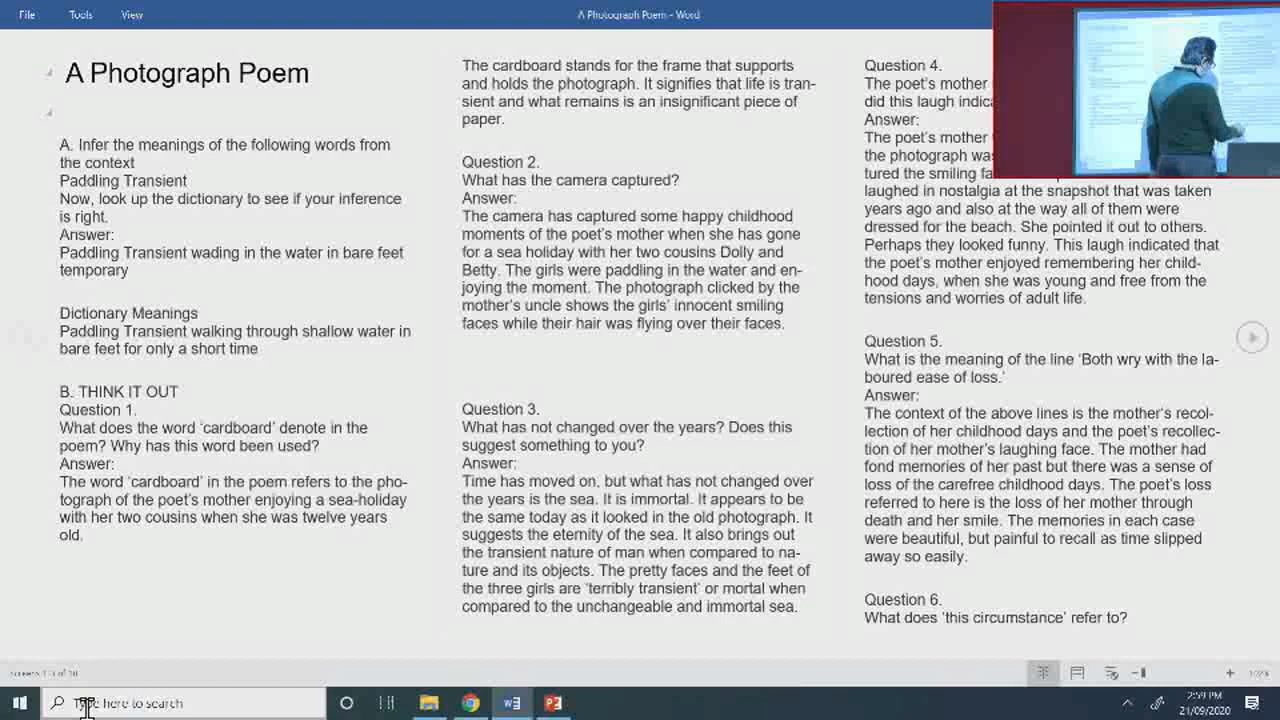 File Tools View
A Photograph Poem - Word
A Photograph Poem
A. Infer the meanings of the following words from
the context
Paddling Transient
Now, look up the dictionary to see if your inference
is right.
Answer:
Paddling Transient wading in the water in bare feet
temporary
Dictionary Meanings
Paddling Transient walking through shallow water in
bare feet for only a short time
B. THINK IT OUT
Question 1.
What does the word ‘cardboard’ denote in the
poem? Why has this word been used?
Answer:
The word ‘cardboard’ in the poem refers to the pho-
tograph of the poet’s mother enjoying a sea-holiday
with her two cousins when she was twelve years
old.
The cardboard stands for the frame that supports
and holds the photograph. It signifies that life is tran-
sient and what remains is an insignificant piece of
paper.
Question 2.
What has the camera captured?
Answer:
The camera has captured some happy childhood
moments of the poet’s mother when she has gone
for a sea holiday with her two cousins Dolly and
Betty. The girls were paddling in the water and en-
joying the moment. The photograph clicked by the
mother’s uncle shows the girls’ innocent smiling
faces while their hair was flying over their faces.
Question 3.
What has not changed over the years? Does this
suggest something to you?
Answer:
Time has moved on, but what has not changed over
the years is the sea. It is immortal. It appears to be
the same today as it looked in the old photograph. It
suggests the eternity of the sea. It also brings out
the transient nature of man when compared to na-
ture and its objects. The pretty faces and the feet of
the three girls are ‘terribly transient’ or mortal when
compared to the unchangeable and immortal sea.
Question 4.
The poet’s mother
did this laugh
Answer:
The poet’s mother
the photograph
tured the smiling
laughed in nostalgia at the snapshot that was taken
years ago and also at the way all of them were
dressed for the beach. She pointed it out to others.
Perhaps they looked funny. This laugh indicated that
the poet’s mother enjoyed remembering her child-
hood days, when she was young and free from the
tensions and worries of adult life.
Question 5.
What is the meaning of the line ‘Both wry with the la-
boured ease of loss.’
Answer:
The context of the above lines is the mother’s recol-
lection of her childhood days and the poet’s recollec-
tion of her mother’s laughing face. The mother had
fond memories of her past but there was a sense of
loss of the carefree childhood days. The poet’s loss
referred to here is the loss of her mother through
death and her smile. The memories in each case
were beautiful, but painful to recall as time slipped
away so easily.
Question 6.
What does ’this circumstance’ refer to?
Type here to search
2:59 PM
21/09/2020